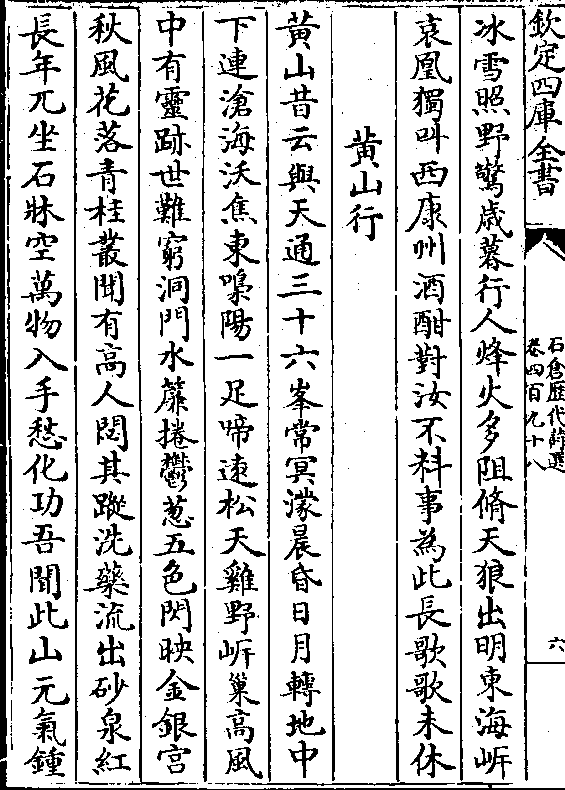 欽定四庫全書
石倉歷代詩選
卷四百九十八
六
冰雪照野驚歲暮行人烽火多阻脩天狼出明東海㟁
哀凰獨叫西康州酒酣對汝不料事為此長歌歌未休
黄山行
黄山昔云與天通三十六峯常冥濛晨昏日月轉地中
下連滄海沃焦東嗥陽一足啼速松天雞野㟁巢高風
中有靈跡世難窮洞門水簾捲鬱葱五色閃映金銀宫
秋風花落青桂叢聞有高人閟其蹤洗藥流出砂泉紅
長年兀坐石牀空萬物入手愁化功吾聞此山元氣鍾